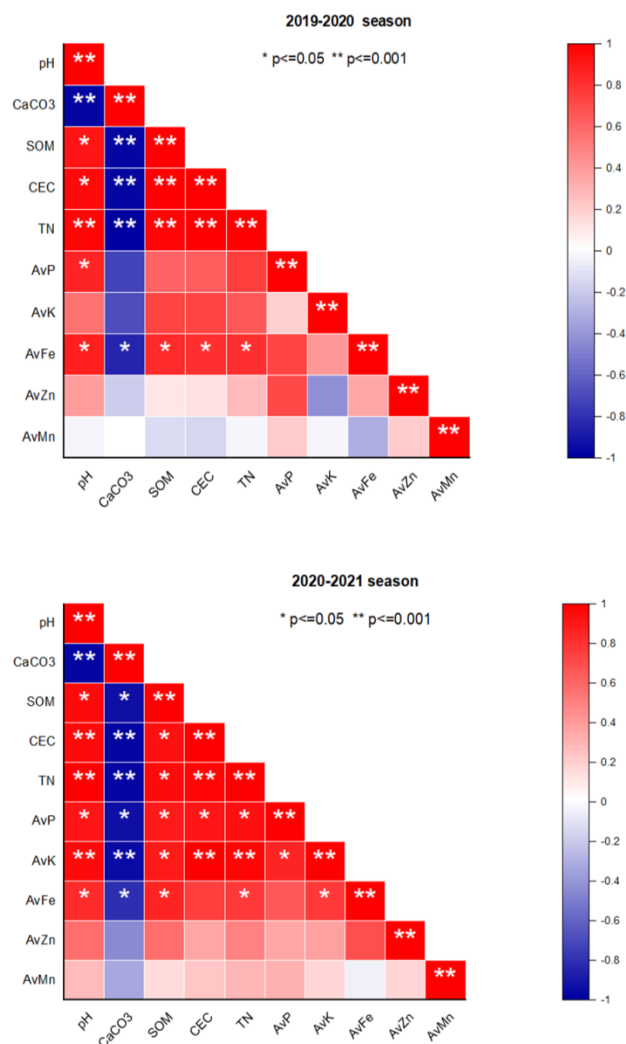 2019-2020 season
* p<=0.05 ** p<=0.001
pH **
CaCO3 ** **
SOM * ** **
CEC * ** ** **
TN ** ** ** ** **
AvP * **
AvK **
AvFe * * * * * **
AvZn **
AvMn **
pH CaCO3 SOM CEC TN AvP AvK AvFe AvZn AvMn
1
0.8
0.6
0.4
0.2
0
-0.2
-0.4
-0.6
-0.8
-1
2020-2021 season
* p<=0.05 ** p<=0.001
pH **
CaCO3 ** **
SOM * * **
CEC ** ** * **
TN ** ** * ** **
AvP * * * * * **
AvK ** ** * ** ** * **
AvFe * * * * * **
AvZn **
AvMn **
pH CaCO3 SOM CEC TN AvP AvK AvFe AvZn AvMn
1
0.8
0.6
0.4
0.2
0
-0.2
-0.4
-0.6
-0.8
-1